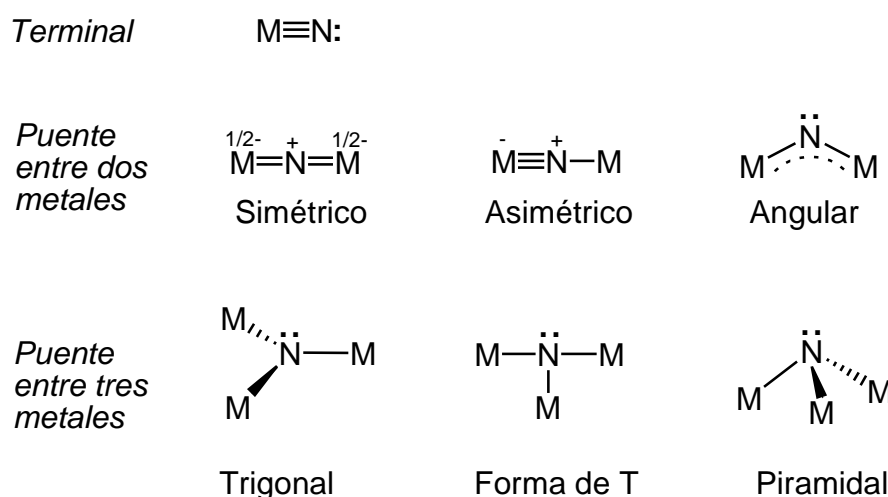 Terminal
M≡N:
Puente
entre dos
metales
1/2- + 1/2-
M=N=M
Simétrico
- +
M≡N–M
Asimétrico
N
M M
Angular
Puente
entre tres
metales
M
N M
M
Trigonal
M N M
M
Forma de T
N
M M M
Piramidal